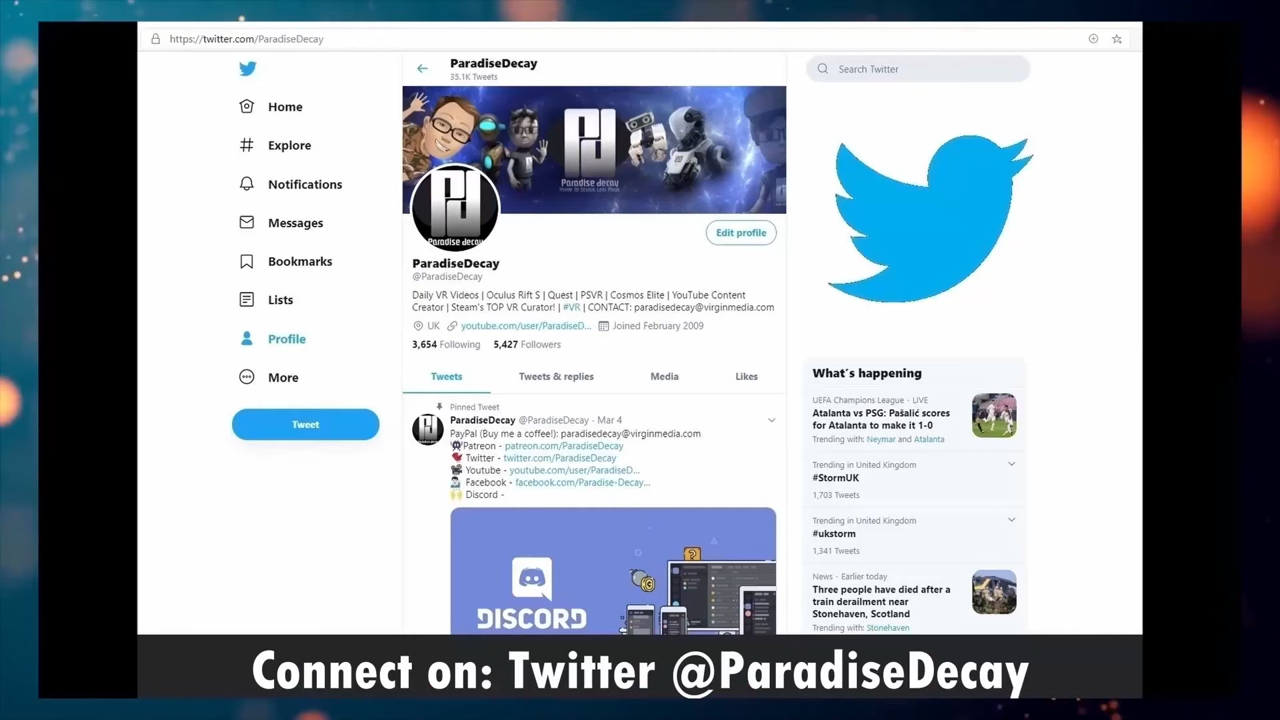 https://twitter.com/ParadiseDecay
Home
Explore
Notifications
Messages
Bookmarks
Lists
Profile
More
Tweet
ParadiseDecay
35.1K Tweets
PD
Paradise decay
PD
Paradise decay
Edit profile
ParadiseDecay
@ParadiseDecay
Daily VR Videos | Oculus Rift S | Quest | PSVR | Cosmos Elite | YouTube Content
Creator | Steam's TOP VR Curator! | #VR | CONTACT: paradisedecay@virginmedia.com
UK youtube.com/user/ParadiseD... Joined February 2009
3,654 Following 5,427 Followers
Tweets Tweets & replies Media Likes
Pinned Tweet
ParadiseDecay @ParadiseDecay · Mar 4
PayPal (Buy me a coffee!): paradisedecay@virginmedia.com
Patreon - patreon.com/ParadiseDecay
Twitter - twitter.com/ParadiseDecay
Youtube - youtube.com/user/ParadiseD...
Facebook - facebook.com/Paradise-Decay...
Discord -
DISCORD
Search Twitter
What's happening
UEFA Champions League · LIVE
Atalanta vs PSG: Pašalić scores
for Atalanta to make it 1-0
Trending with: Neymar and Atalanta
Trending in United Kingdom
#StormUK
1,703 Tweets
Trending in United Kingdom
#ukstorm
1,341 Tweets
News · Earlier today
Three people have died after a
train derailment near
Stonehaven, Scotland
Trending with: Stonehaven
Connect on: Twitter @ParadiseDecay